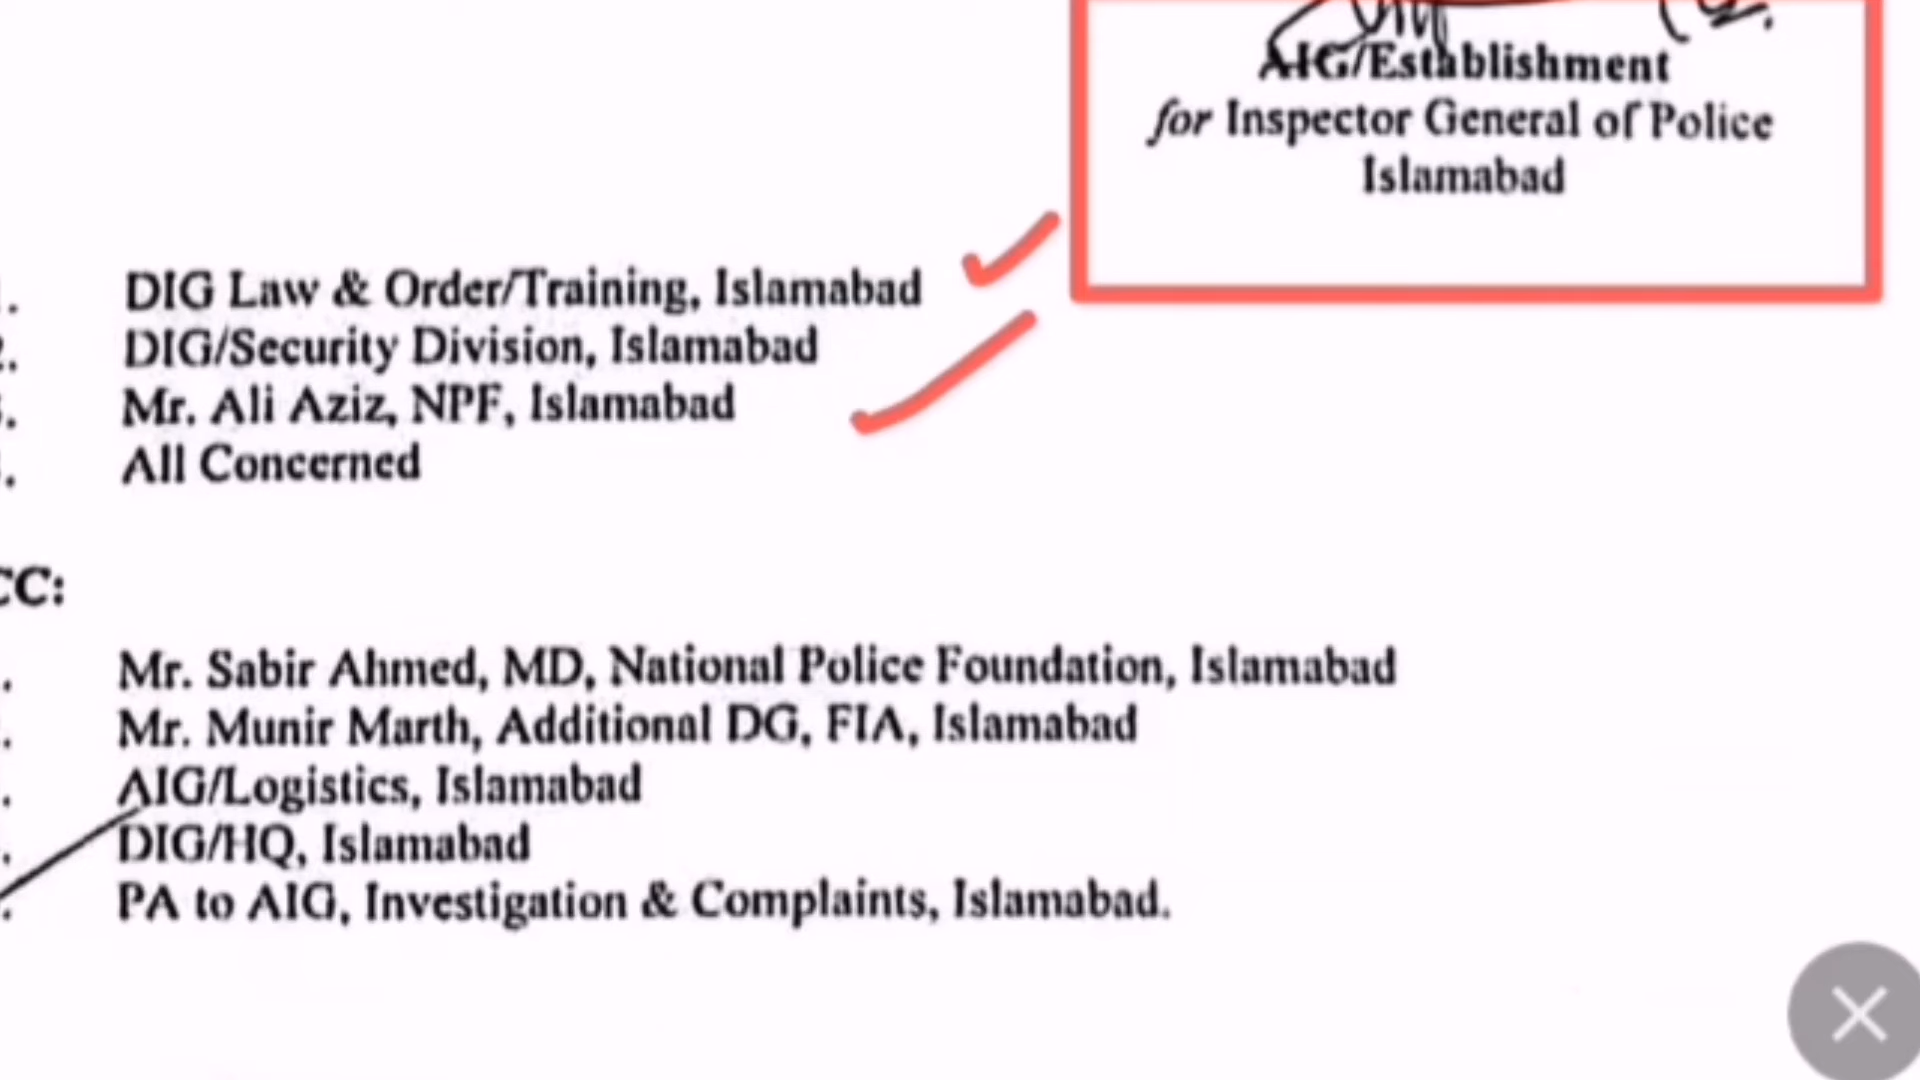 AIG/Establishment
for Inspector General of Police
Islamabad
DIG Law & Order/Training, Islamabad
DIG/Security Division, Islamabad
Mr. Ali Aziz, NPF, Islamabad
All Concerned
CC:
Mr. Sabir Ahmed, MD, National Police Foundation, Islamabad
Mr. Munir Marth, Additional DG, FIA, Islamabad
AIG/Logistics, Islamabad
DIG/HQ, Islamabad
PA to AIG, Investigation & Complaints, Islamabad.